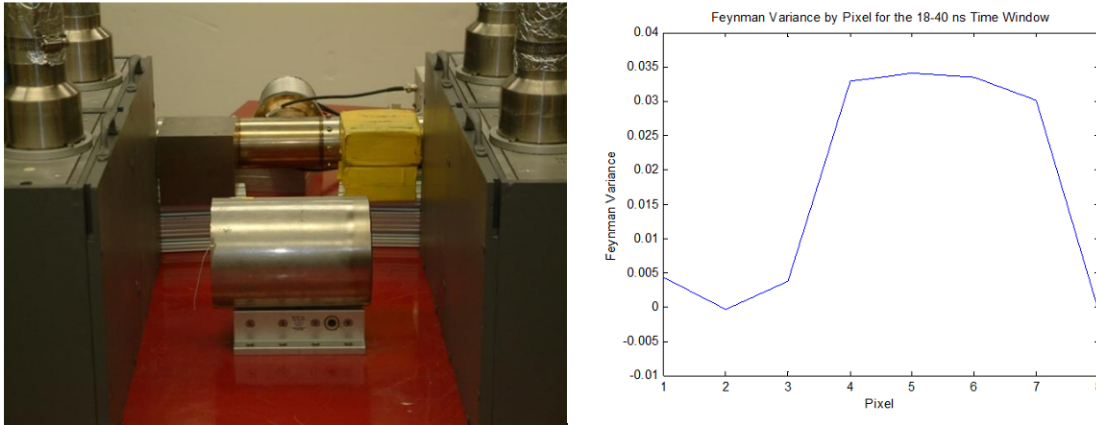 Feynman Variance by Pixel for the 18-40 ns Time Window
0.04
0.035
0.03
0.025
0.02
0.015
0.01
0.005
0
-0.005
-0.01
Feynman Variance
1 2 3 4 5 6 7 8
Pixel